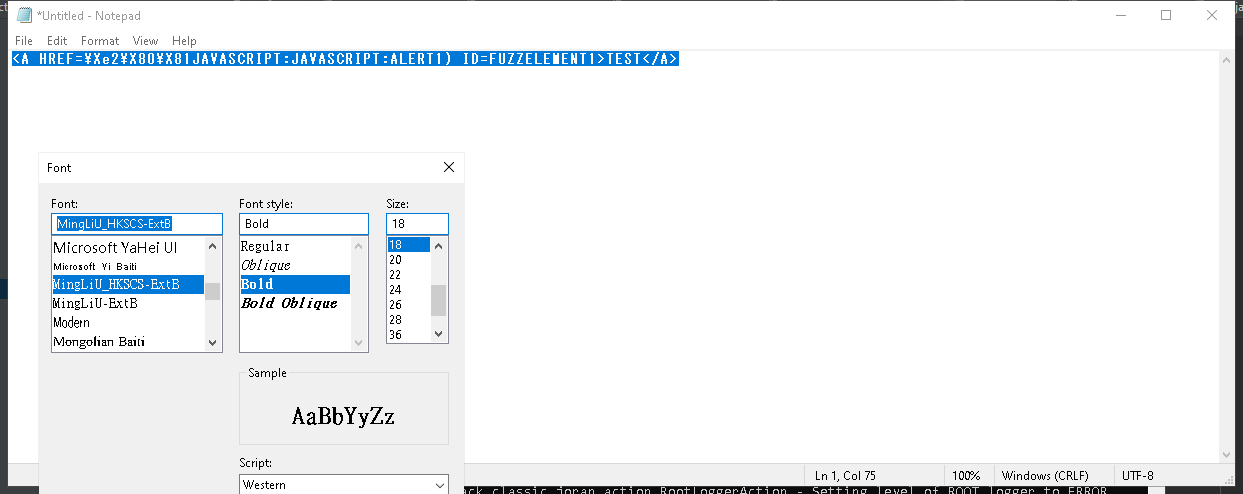 *Untitled - Notepad
File Edit Format View Help
<A HREF=¥Xe2¥X80¥X81JAVASCRIPT:JAVASCRIPT:ALERT1) ID=FUZZELEMENT1>TEST</A>
Font
Font: Font style: Size:
MingLiU_HKSCS-ExtB Bold 18
Microsoft YaHei UI Regular 18
Microsoft Yi Baiti Oblique 20
MingLiU_HKSCS-ExtB Bold 22
MingLiU-ExtB Bold Oblique 24
Modern 26
Mongolian Baiti 28
36
Sample
AaBbYyZz
Script:
Western
Ln 1, Col 75 100% Windows (CRLF) UTF-8
ack classic joran action RootLoggerAction - Setting level of ROOT logger to ERROR